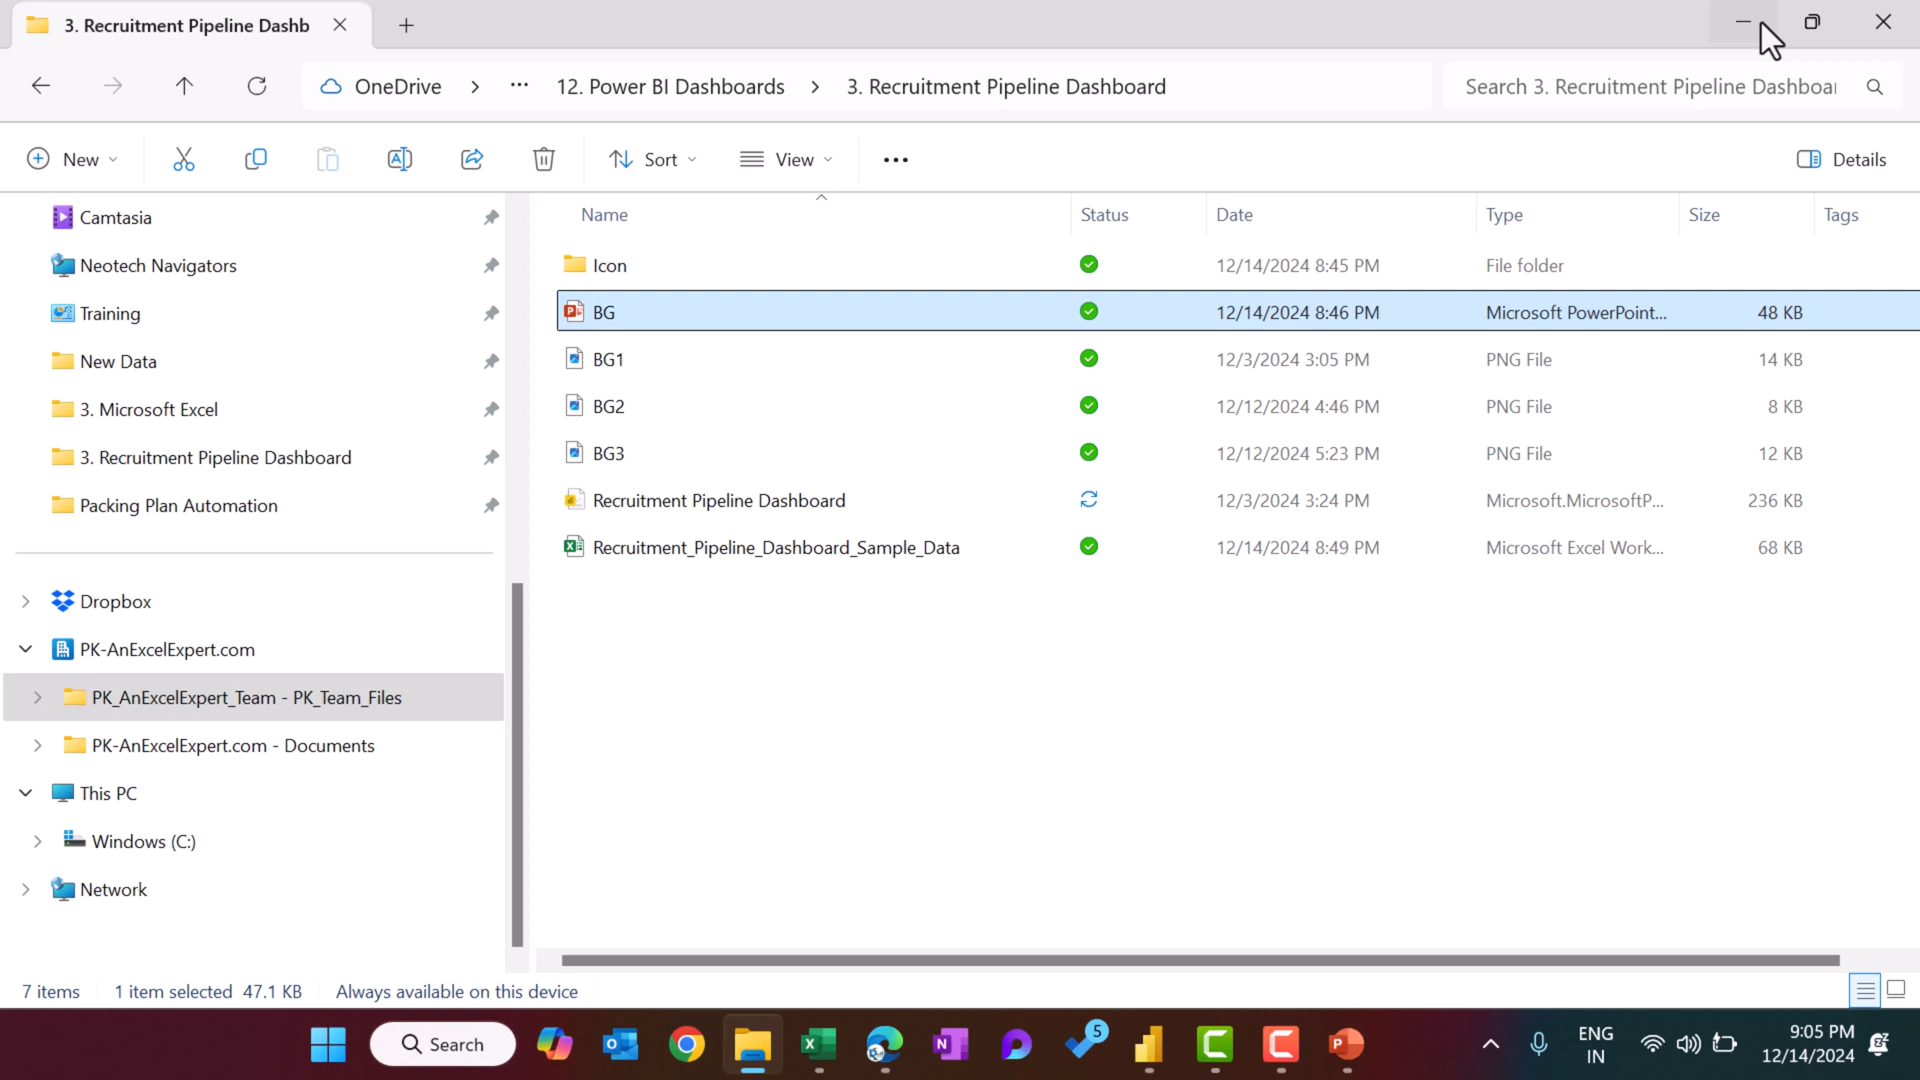 3. Recruitment Pipeline Dashb
OneDrive > ... 12. Power BI Dashboards > 3. Recruitment Pipeline Dashboard
Search 3. Recruitment Pipeline Dashboa
New
Sort
View
Details
Camtasia
Neotech Navigators
Training
New Data
3. Microsoft Excel
3. Recruitment Pipeline Dashboard
Packing Plan Automation
Dropbox
PK-AnExcelExpert.com
PK_AnExcelExpert_Team - PK_Team_Files
PK-AnExcelExpert.com - Documents
This PC
Windows (C:)
Network
Name Status Date Type Size Tags
Icon 12/14/2024 8:45 PM File folder
BG 12/14/2024 8:46 PM Microsoft PowerPoint... 48 KB
BG1 12/3/2024 3:05 PM PNG File 14 KB
BG2 12/12/2024 4:46 PM PNG File 8 KB
BG3 12/12/2024 5:23 PM PNG File 12 KB
Recruitment Pipeline Dashboard 12/3/2024 3:24 PM Microsoft.MicrosoftP... 236 KB
Recruitment_Pipeline_Dashboard_Sample_Data 12/14/2024 8:49 PM Microsoft Excel Work... 68 KB
7 items 1 item selected 47.1 KB Always available on this device
Search
5
ENG
IN
9:05 PM
12/14/2024